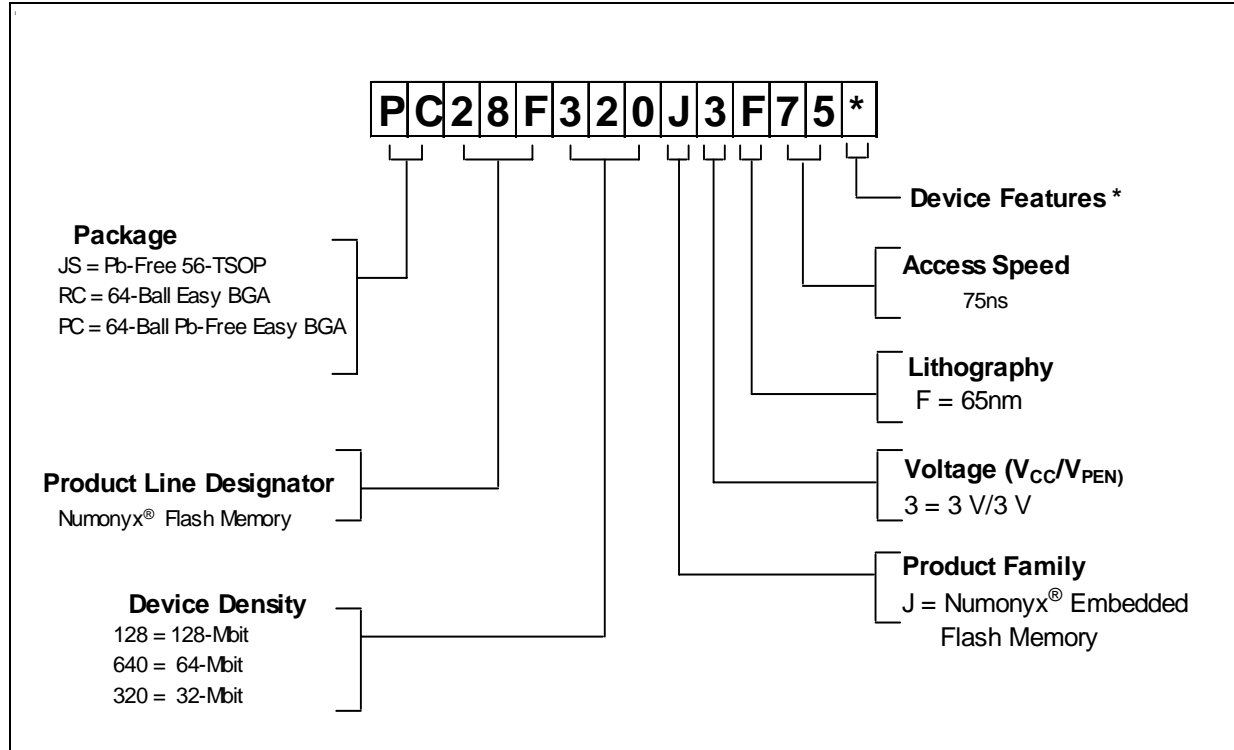 PC28F320J3F75*
Device Features *
Package
JS = Pb-Free 56-TSOP
RC = 64-Ball Easy BGA
PC = 64-Ball Pb-Free Easy BGA
Access Speed
75ns
Lithography
F = 65nm
Product Line Designator
Numonyx® Flash Memory
Voltage (VCC/VPEN)
3 = 3 V/3 V
Product Family
J = Numonyx® Embedded
Flash Memory
Device Density
128 = 128-Mbit
640 = 64-Mbit
320 = 32-Mbit